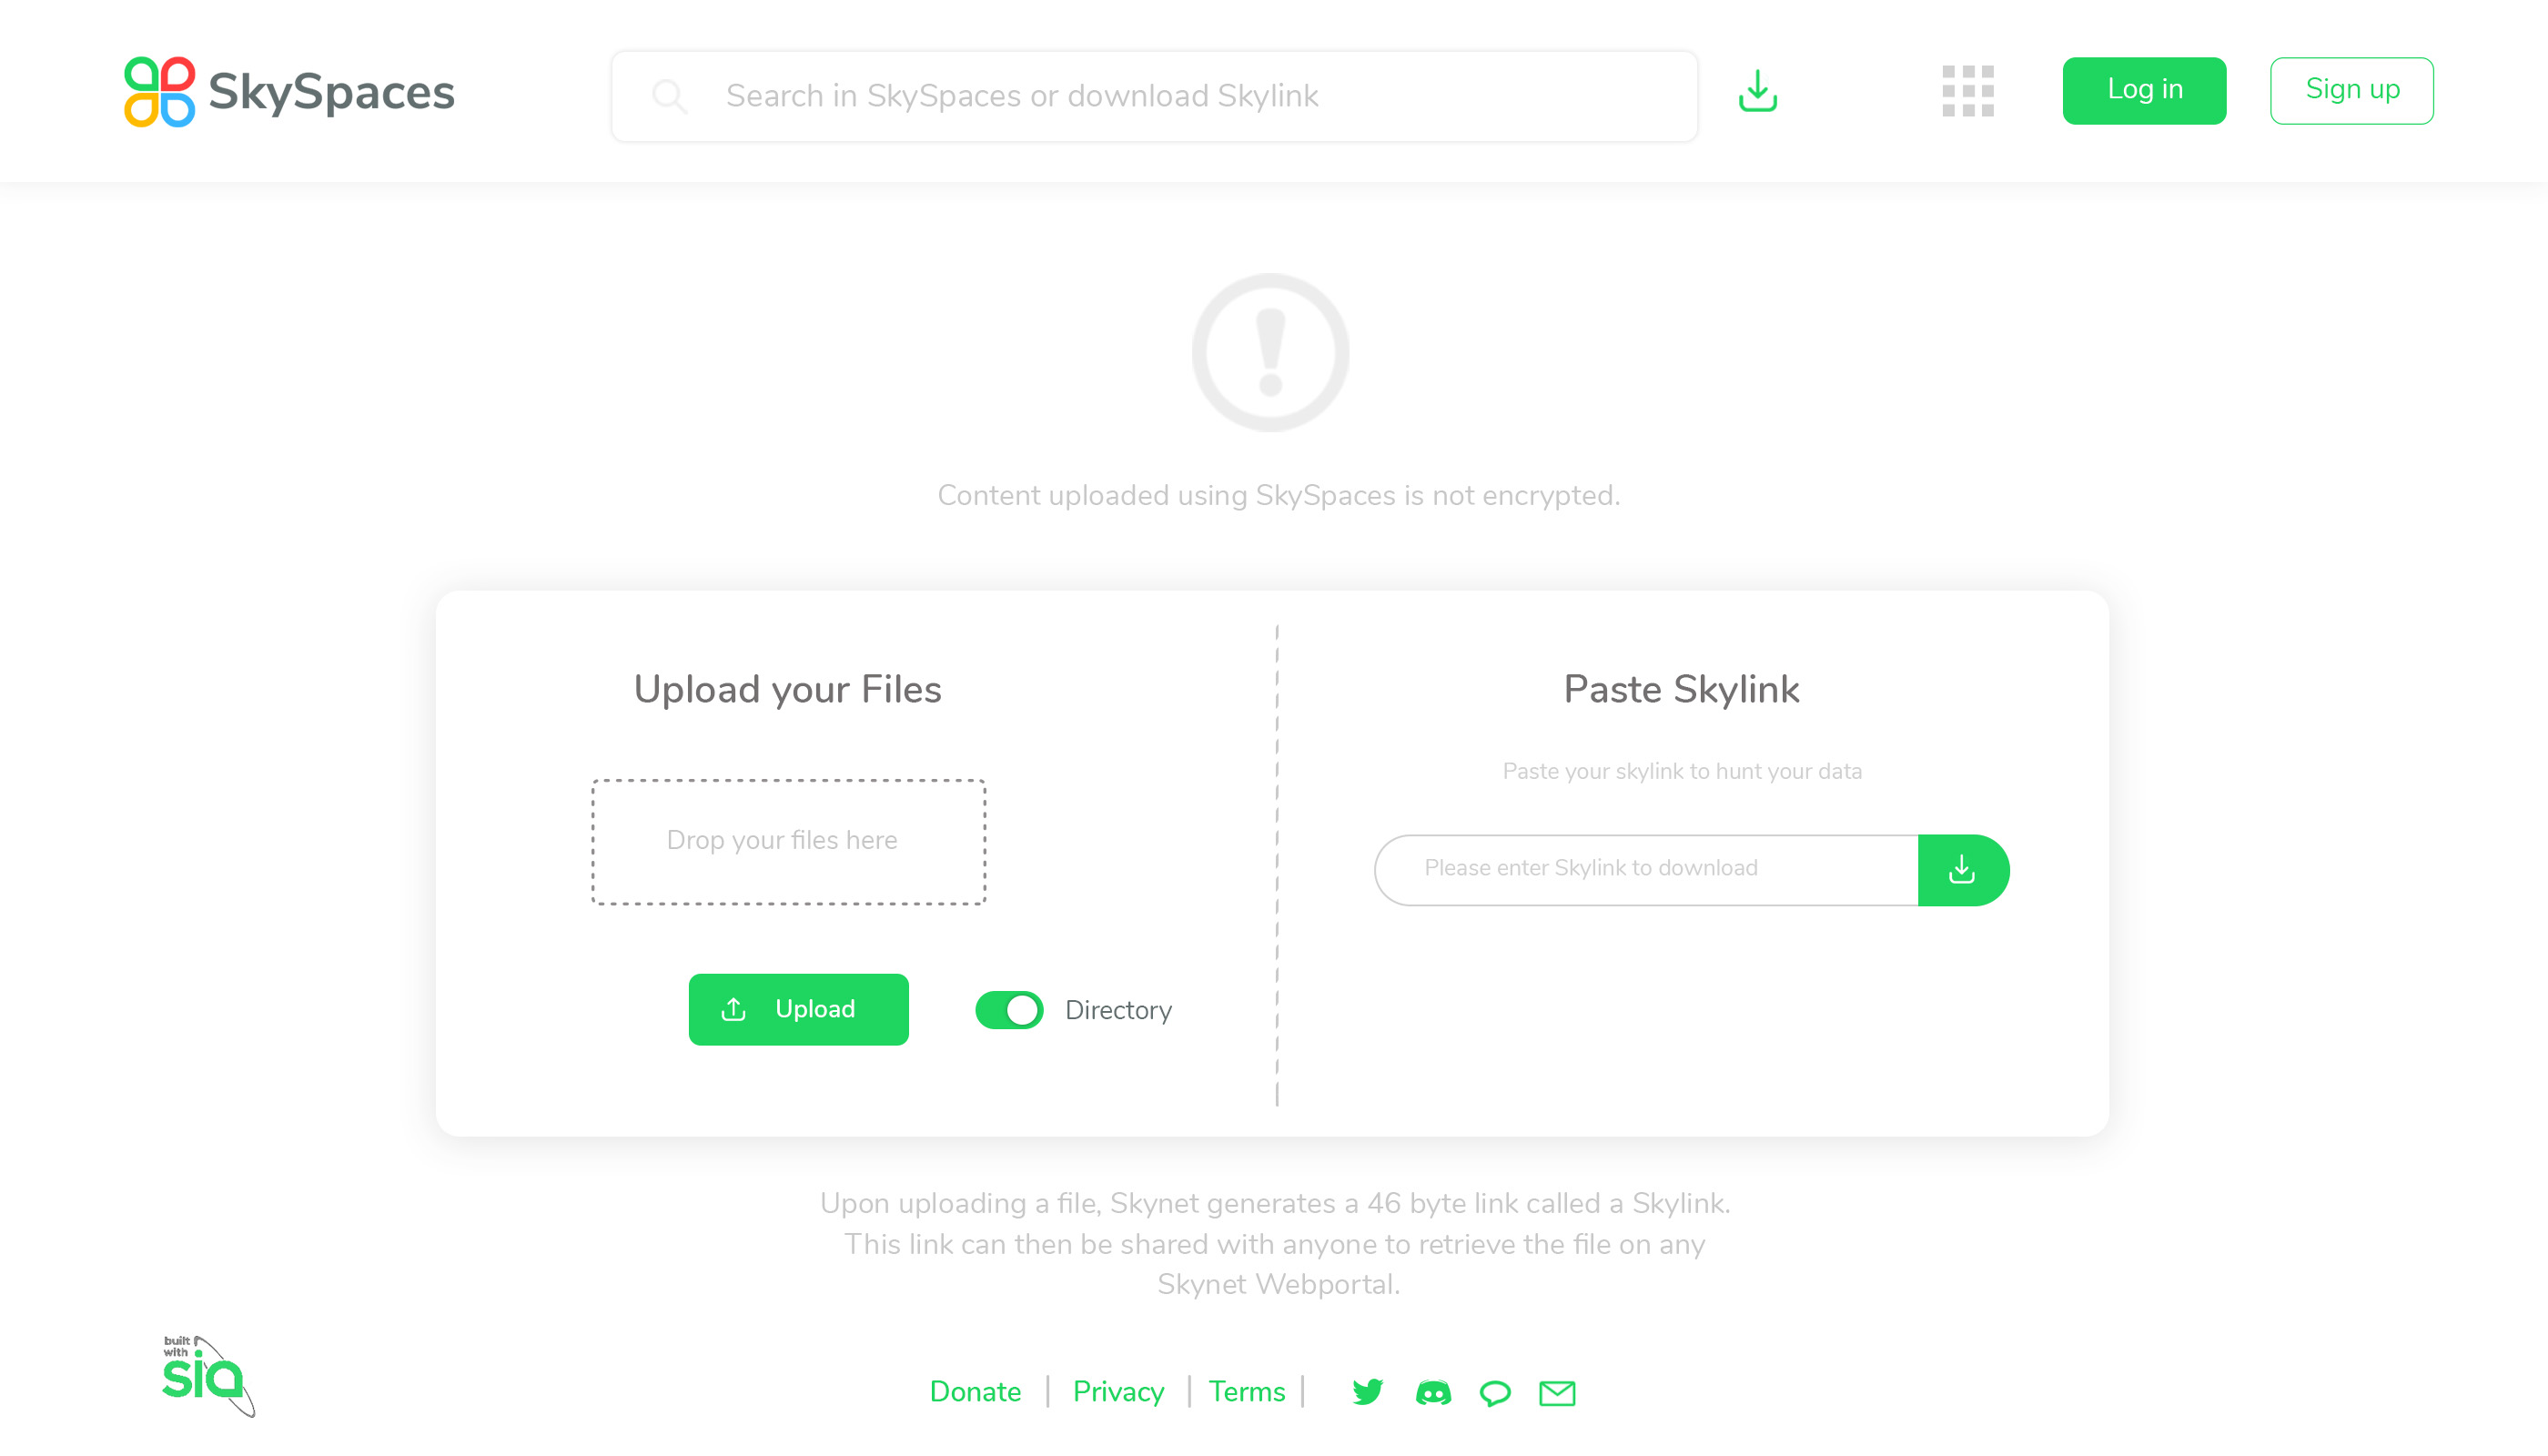 SkySpaces
Search in SkySpaces or download Skylink
Log in
Sign up
Content uploaded using SkySpaces is not encrypted.
Upload your Files
Drop your files here
Upload
Directory
Paste Skylink
Paste your skylink to hunt your data
Please enter Skylink to download
Upon uploading a file, Skynet generates a 46 byte link called a Skylink.
This link can then be shared with anyone to retrieve the file on any
Skynet Webportal.
built
with
sia
Donate | Privacy | Terms |